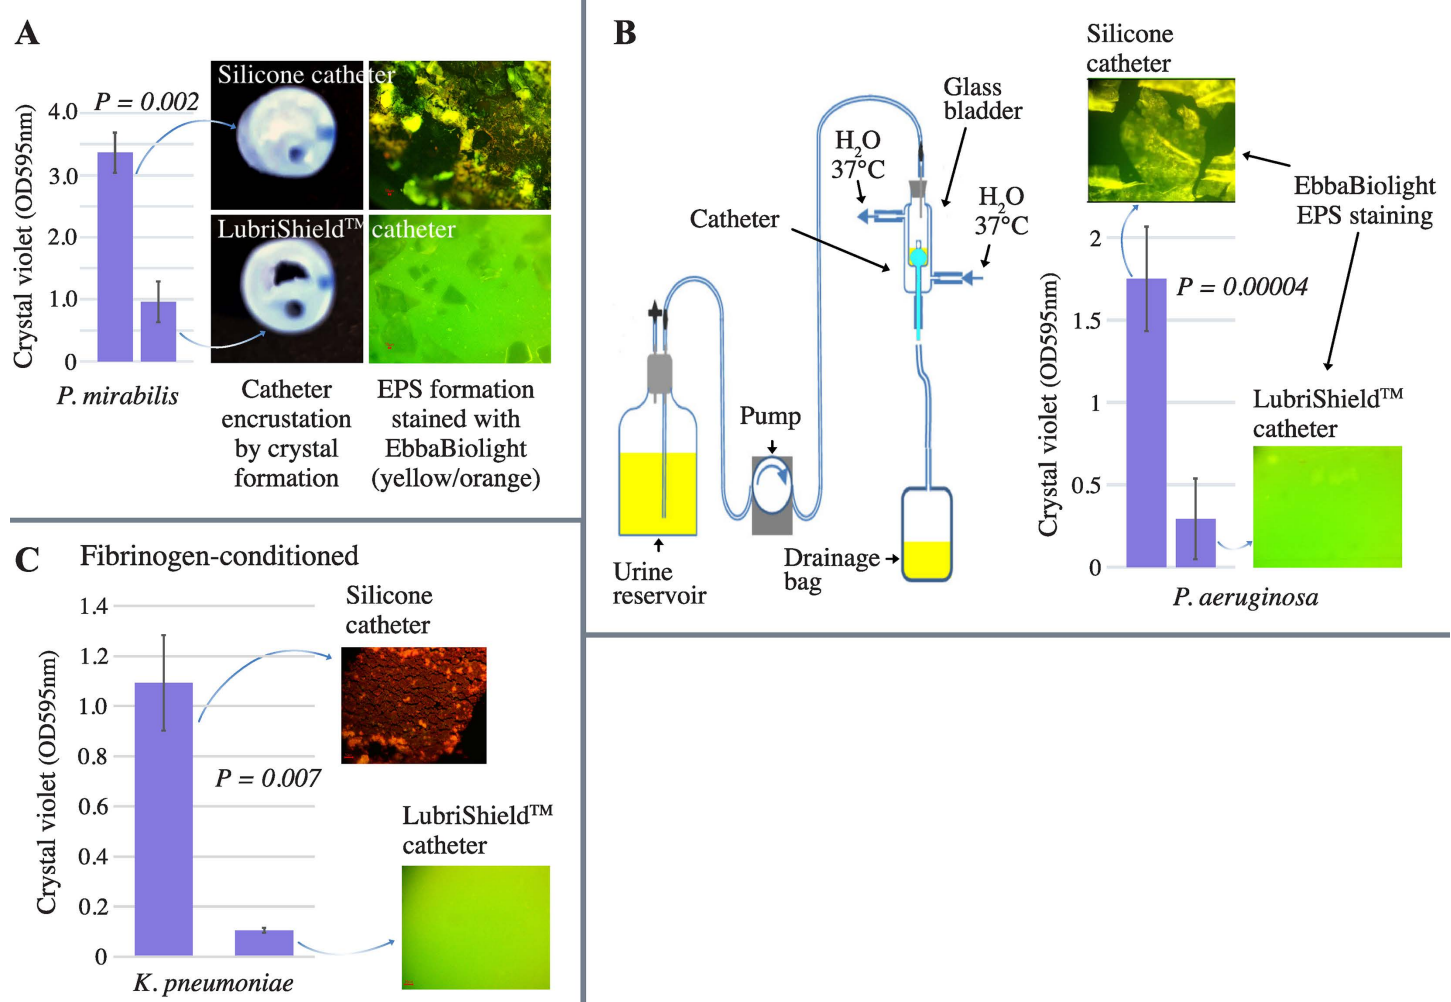 A
Crystal violet (OD595nm)
4.0
3.0
2.0
1.0
0
P = 0.002
P. mirabilis
Silicone catheter
LubriShield™ catheter
Catheter
encrustation
by crystal
formation
EPS formation
stained with
EbbaBiolight
(yellow/orange)
B
Glass
bladder
H2O
37°C
H2O
37°C
Catheter
Pump
Urine
reservoir
Drainage
bag
Silicone
catheter
EbbaBiolight
EPS staining
Crystal violet (OD595nm)
2
1.5
1
0.5
0
P = 0.00004
LubriShield™
catheter
P. aeruginosa
C
Fibrinogen-conditioned
Crystal violet (OD595nm)
1.4
1.2
1.0
0.8
0.6
0.4
0.2
0
P = 0.007
K. pneumoniae
Silicone
catheter
LubriShield™
catheter